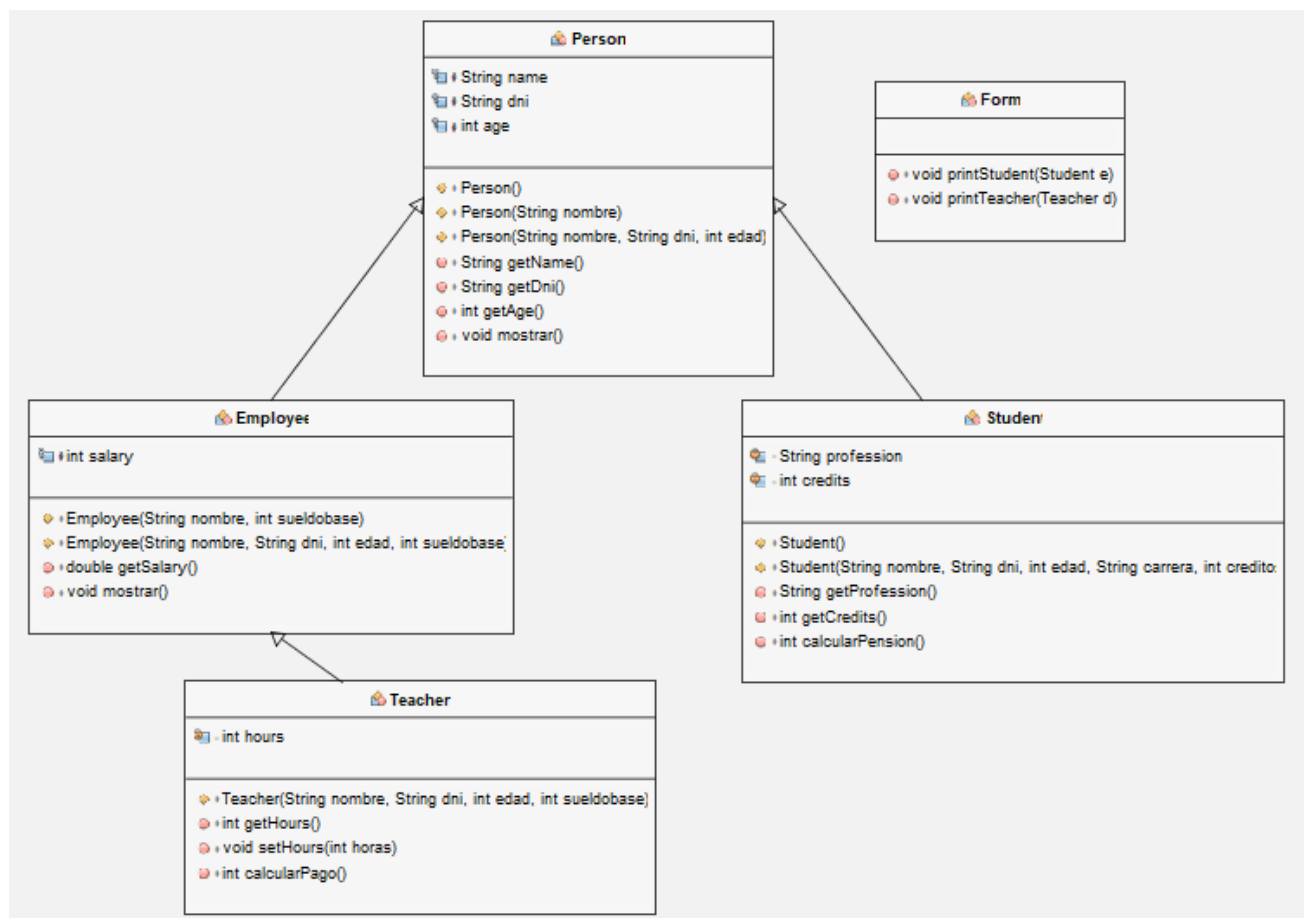 Person
# String name
# String dni
# int age
+ Person()
+ Person(String nombre)
+ Person(String nombre, String dni, int edad)
+ String getName()
+ String getDni()
+ int getAge()
+ void mostrar()
Form
+ void printStudent(Student e)
+ void printTeacher(Teacher d)
Employee
# int salary
+ Employee(String nombre, int sueldobase)
+ Employee(String nombre, String dni, int edad, int sueldobase
+ double getSalary()
+ void mostrar()
Student
- String profession
- int credits
+ Student()
+ Student(String nombre, String dni, int edad, String carrera, int credito
+ String getProfession()
+ int getCredits()
+ int calcularPension()
Teacher
- int hours
+ Teacher(String nombre, String dni, int edad, int sueldobase)
+ int getHours()
+ void setHours(int horas)
+ int calcularPago()